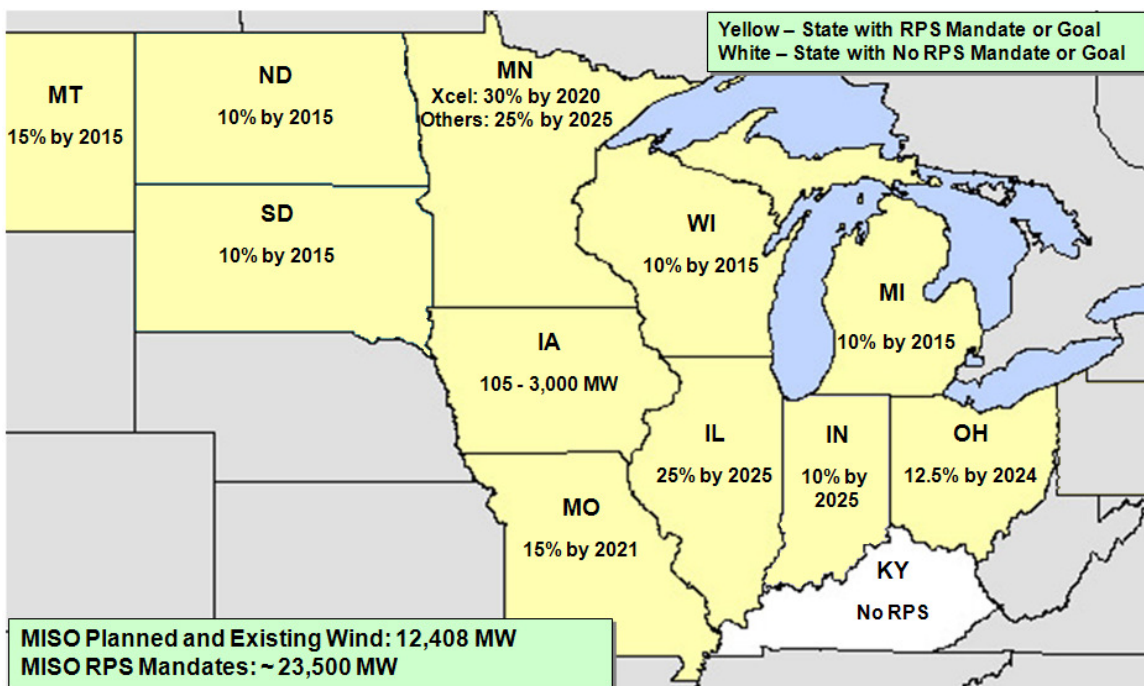 Yellow – State with RPS Mandate or Goal
White – State with No RPS Mandate or Goal
MT
15% by 2015
ND
10% by 2015
MN
Xcel: 30% by 2020
Others: 25% by 2025
SD
10% by 2015
WI
10% by 2015
MI
10% by 2015
IA
105 - 3,000 MW
IL
25% by 2025
IN
10% by
2025
OH
12.5% by 2024
MO
15% by 2021
KY
No RPS
MISO Planned and Existing Wind: 12,408 MW
MISO RPS Mandates: ~ 23,500 MW